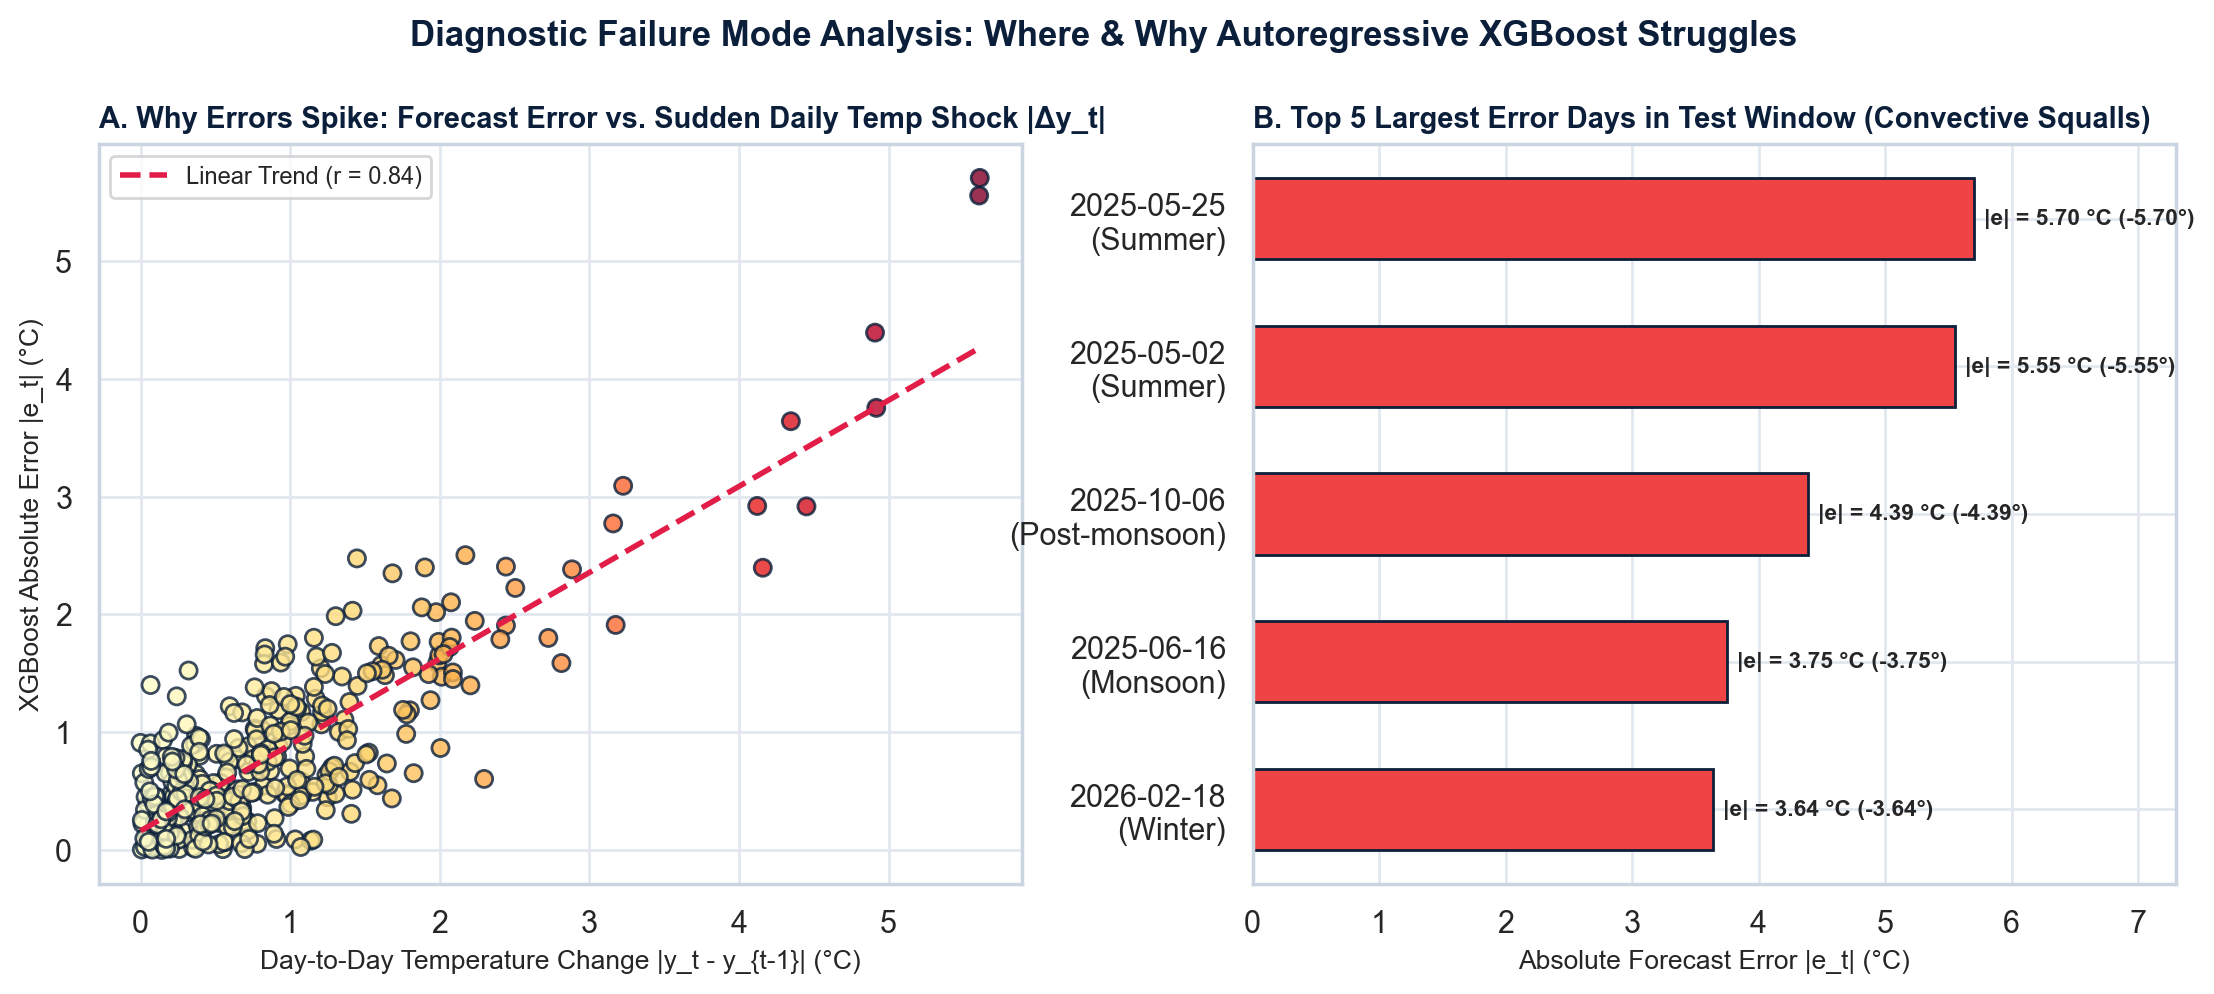 Diagnostic Failure Mode Analysis: Where & Why Autoregressive XGBoost Struggles
A. Why Errors Spike: Forecast Error vs. Sudden Daily Temp Shock |Δy_t|
Linear Trend (r = 0.84)
XGBoost Absolute Error |e_t| (°C)
5
4
3
2
1
0
0 1 2 3 4 5
Day-to-Day Temperature Change |y_t - y_{t-1}| (°C)
B. Top 5 Largest Error Days in Test Window (Convective Squalls)
2025-05-25
(Summer)
|e| = 5.70 °C (-5.70°)
2025-05-02
(Summer)
|e| = 5.55 °C (-5.55°)
2025-10-06
(Post-monsoon)
|e| = 4.39 °C (-4.39°)
2025-06-16
(Monsoon)
|e| = 3.75 °C (-3.75°)
2026-02-18
(Winter)
|e| = 3.64 °C (-3.64°)
0 1 2 3 4 5 6 7
Absolute Forecast Error |e_t| (°C)